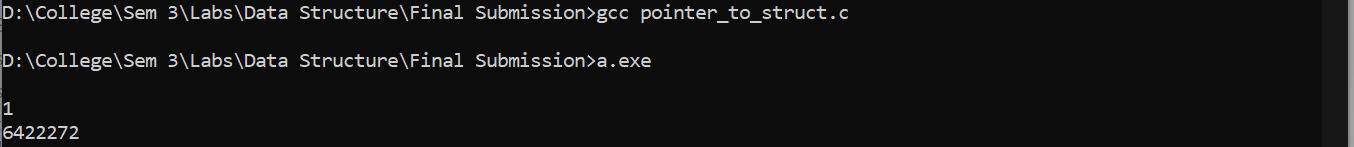 D:\College\Sem 3\Labs\Data Structure\Final Submission>gcc pointer_to_struct.c
D:\College\Sem 3\Labs\Data Structure\Final Submission>a.exe
1
6422272